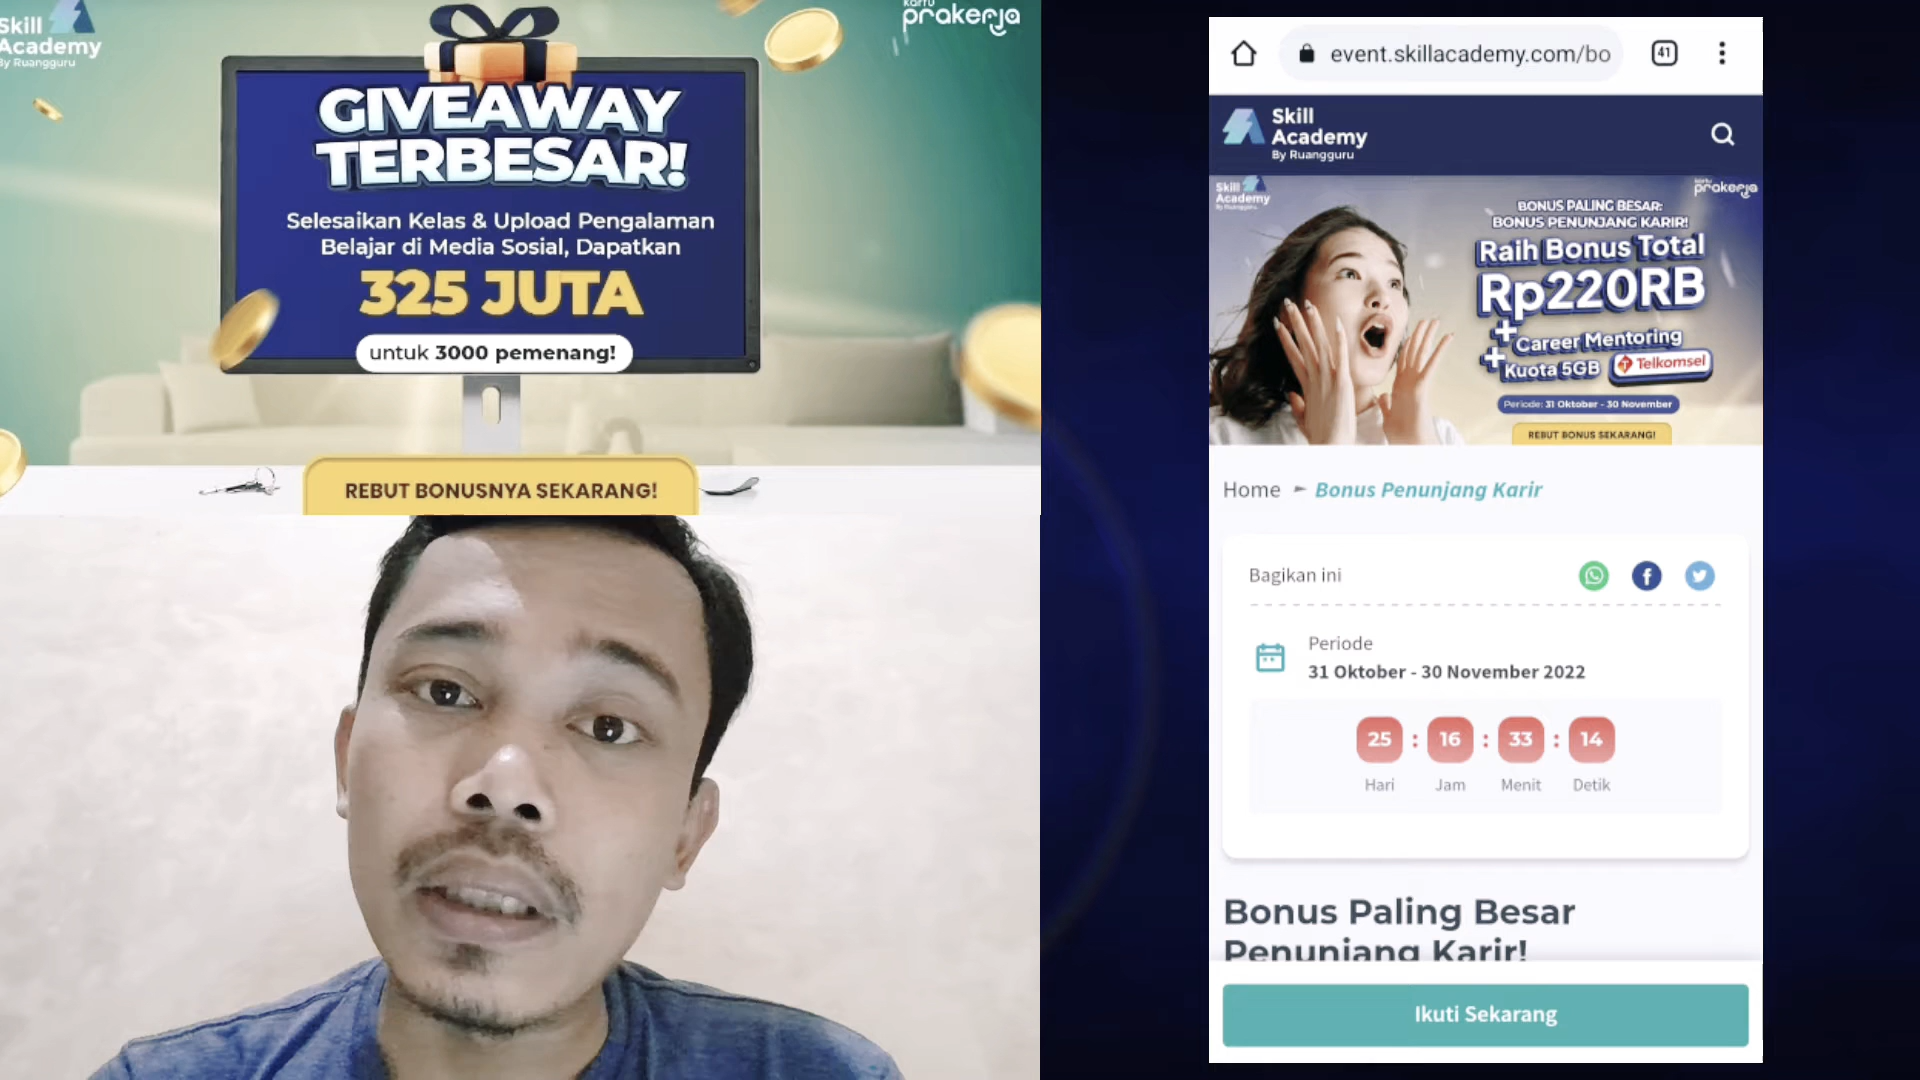 Skill
Academy
By Ruangguru
kartu
prakerja
GIVEAWAY
TERBESAR!
Selesaikan Kelas & Upload Pengalaman
Belajar di Media Sosial, Dapatkan
325 JUTA
untuk 3000 pemenang!
REBUT BONUSNYA SEKARANG!
event.skillacademy.com/bo
41
Skill
Academy
By Ruangguru
Skill
Academy
By Ruangguru
kartu
prakerja
BONUS PALING BESAR:
BONUS PENUNJANG KARIR!
Raih Bonus Total
Rp220RB
+ Career Mentoring
+ Kuota 5GB Telkomsel
Periode: 31 Oktober - 30 November
REBUT BONUS SEKARANG!
Home ► Bonus Penunjang Karir
Bagikan ini
Periode
31 Oktober - 30 November 2022
25 : 16 : 33 : 14
Hari Jam Menit Detik
Bonus Paling Besar
Penunjang Karir!
Ikuti Sekarang